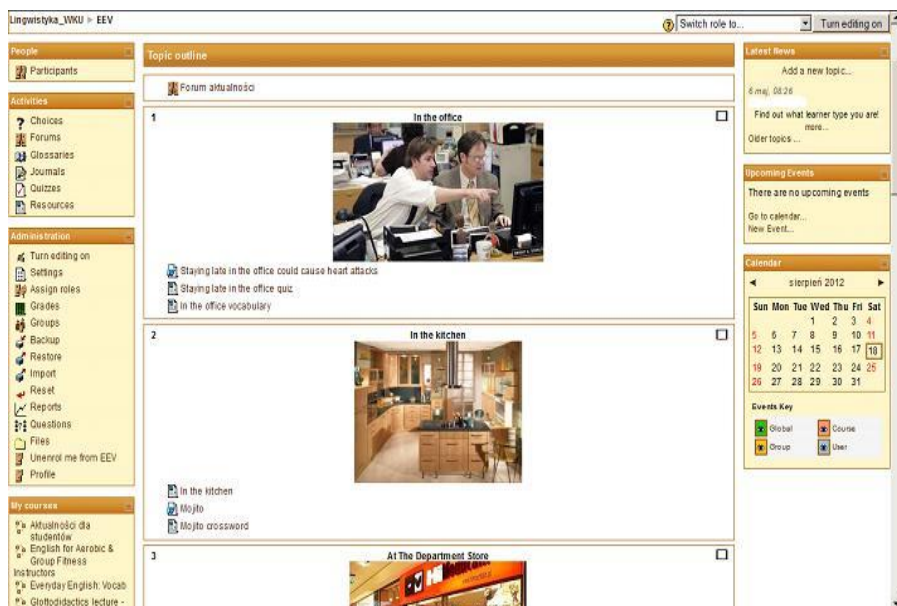 Lingwistyka_WKU ► EEV
Switch role to...
Turn editing on
People
Participants
Activities
Choices
Forums
Glossaries
Journals
Quizzes
Resources
Administration
Turn editing on
Settings
Assign roles
Grades
Groups
Backup
Restore
Import
Reset
Reports
Questions
Files
Unenrol me from EEV
Profile
My courses
Aktualności dla
studentów
English for Aerobic &
Group Fitness
Instructors
Everyday English: Vocab
Glottodidactics lecture -
Topic outline
Forum aktualności
1
In the office
Staying late in the office could cause heart attacks
Staying late in the office quiz
In the office vocabulary
2
In the kitchen
In the kitchen
Mojito
Mojito crossword
3
At The Department Store
Latest News
Add a new topic...
6 maj, 08:26
Find out what learner type you are!
more...
Older topics ...
Upcoming Events
There are no upcoming events
Go to calendar...
New Event...
Calendar
◄ sierpień 2012 ►
Sun Mon Tue Wed Thu Fri Sat
1 2 3 4
5 6 7 8 9 10 11
12 13 14 15 16 17 18
19 20 21 22 23 24 25
26 27 28 29 30 31
Events Key
Global Course
Group User